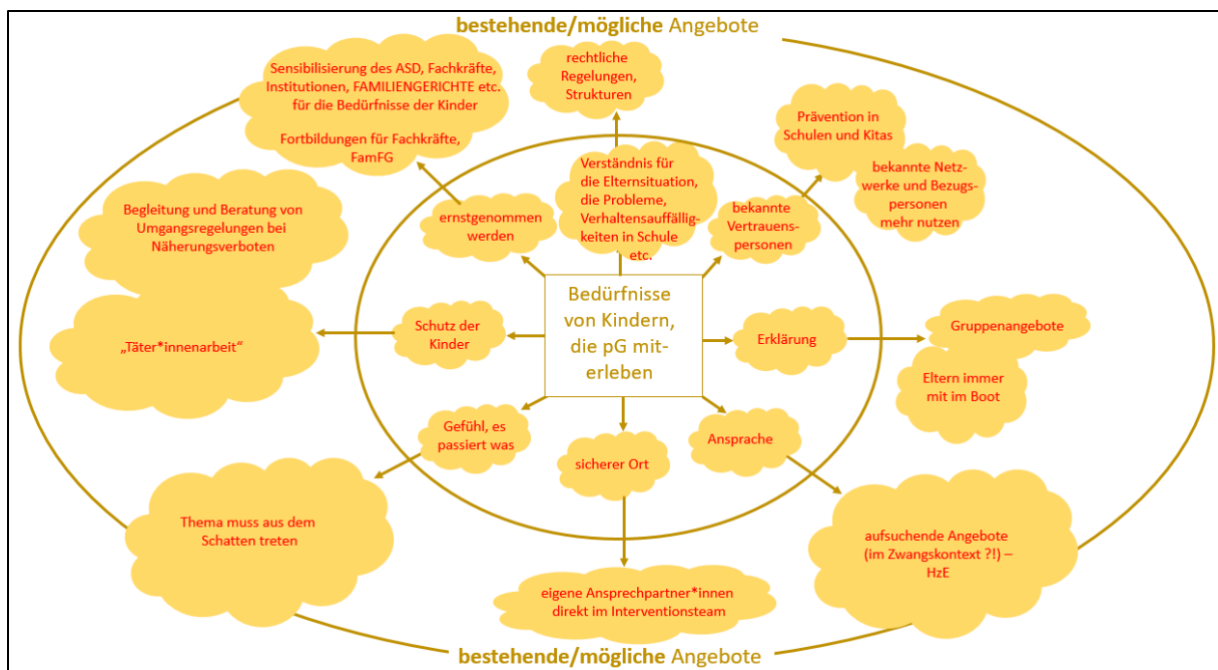 bestehende/mögliche Angebote
Sensibilisierung des ASD, Fachkräfte,
Institutionen, FAMILIENGERICHTE etc.
für die Bedürfnisse der Kinder
Fortbildungen für Fachkräfte,
FamFG
rechtliche
Regelungen,
Strukturen
Prävention in
Schulen und Kitas
bekannte Netz-
werke und Bezugs-
personen
mehr nutzen
Begleitung und Beratung von
Umgangsregelungen bei
Näherungsverboten
ernstgenommen
werden
Verständnis für
die Elternsituation,
die Probleme,
Verhaltensauffällig-
keiten in Schule
etc.
bekannte
Vertrauens-
personen
„Täter*innenarbeit“
Schutz der
Kinder
Bedürfnisse
von Kindern,
die pG mit-
erleben
Erklärung
Gruppenangebote
Eltern immer
mit im Boot
Gefühl, es
passiert was
sicherer Ort
Ansprache
Thema muss aus dem
Schatten treten
eigene Ansprechpartner*innen
direkt im Interventionsteam
aufsuchende Angebote
(im Zwangskontext ?!) –
HzE
bestehende/mögliche Angebote